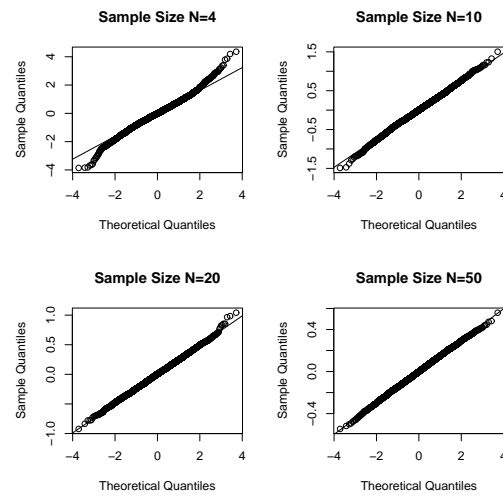 Sample Size N=4
Sample Quantiles
4
2
0
−2
−4
−4 −2 0 2 4
Theoretical Quantiles
Sample Size N=10
Sample Quantiles
1.5
0.5
−0.5
−1.5
−4 −2 0 2 4
Theoretical Quantiles
Sample Size N=20
Sample Quantiles
1.0
0.5
0.0
−1.0
−4 −2 0 2 4
Theoretical Quantiles
Sample Size N=50
Sample Quantiles
0.4
0.0
−0.4
−4 −2 0 2 4
Theoretical Quantiles